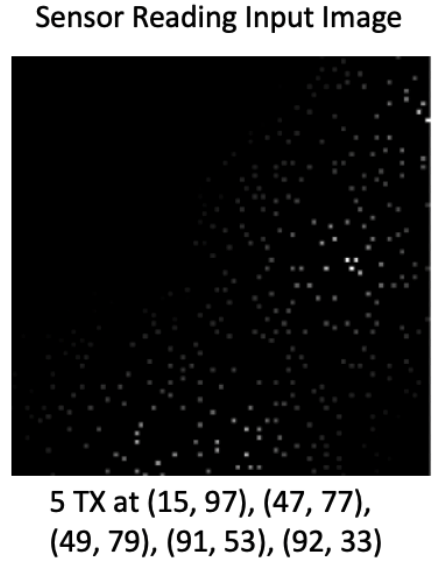 Sensor Reading Input Image
5 TX at (15, 97), (47, 77),
(49, 79), (91, 53), (92, 33)